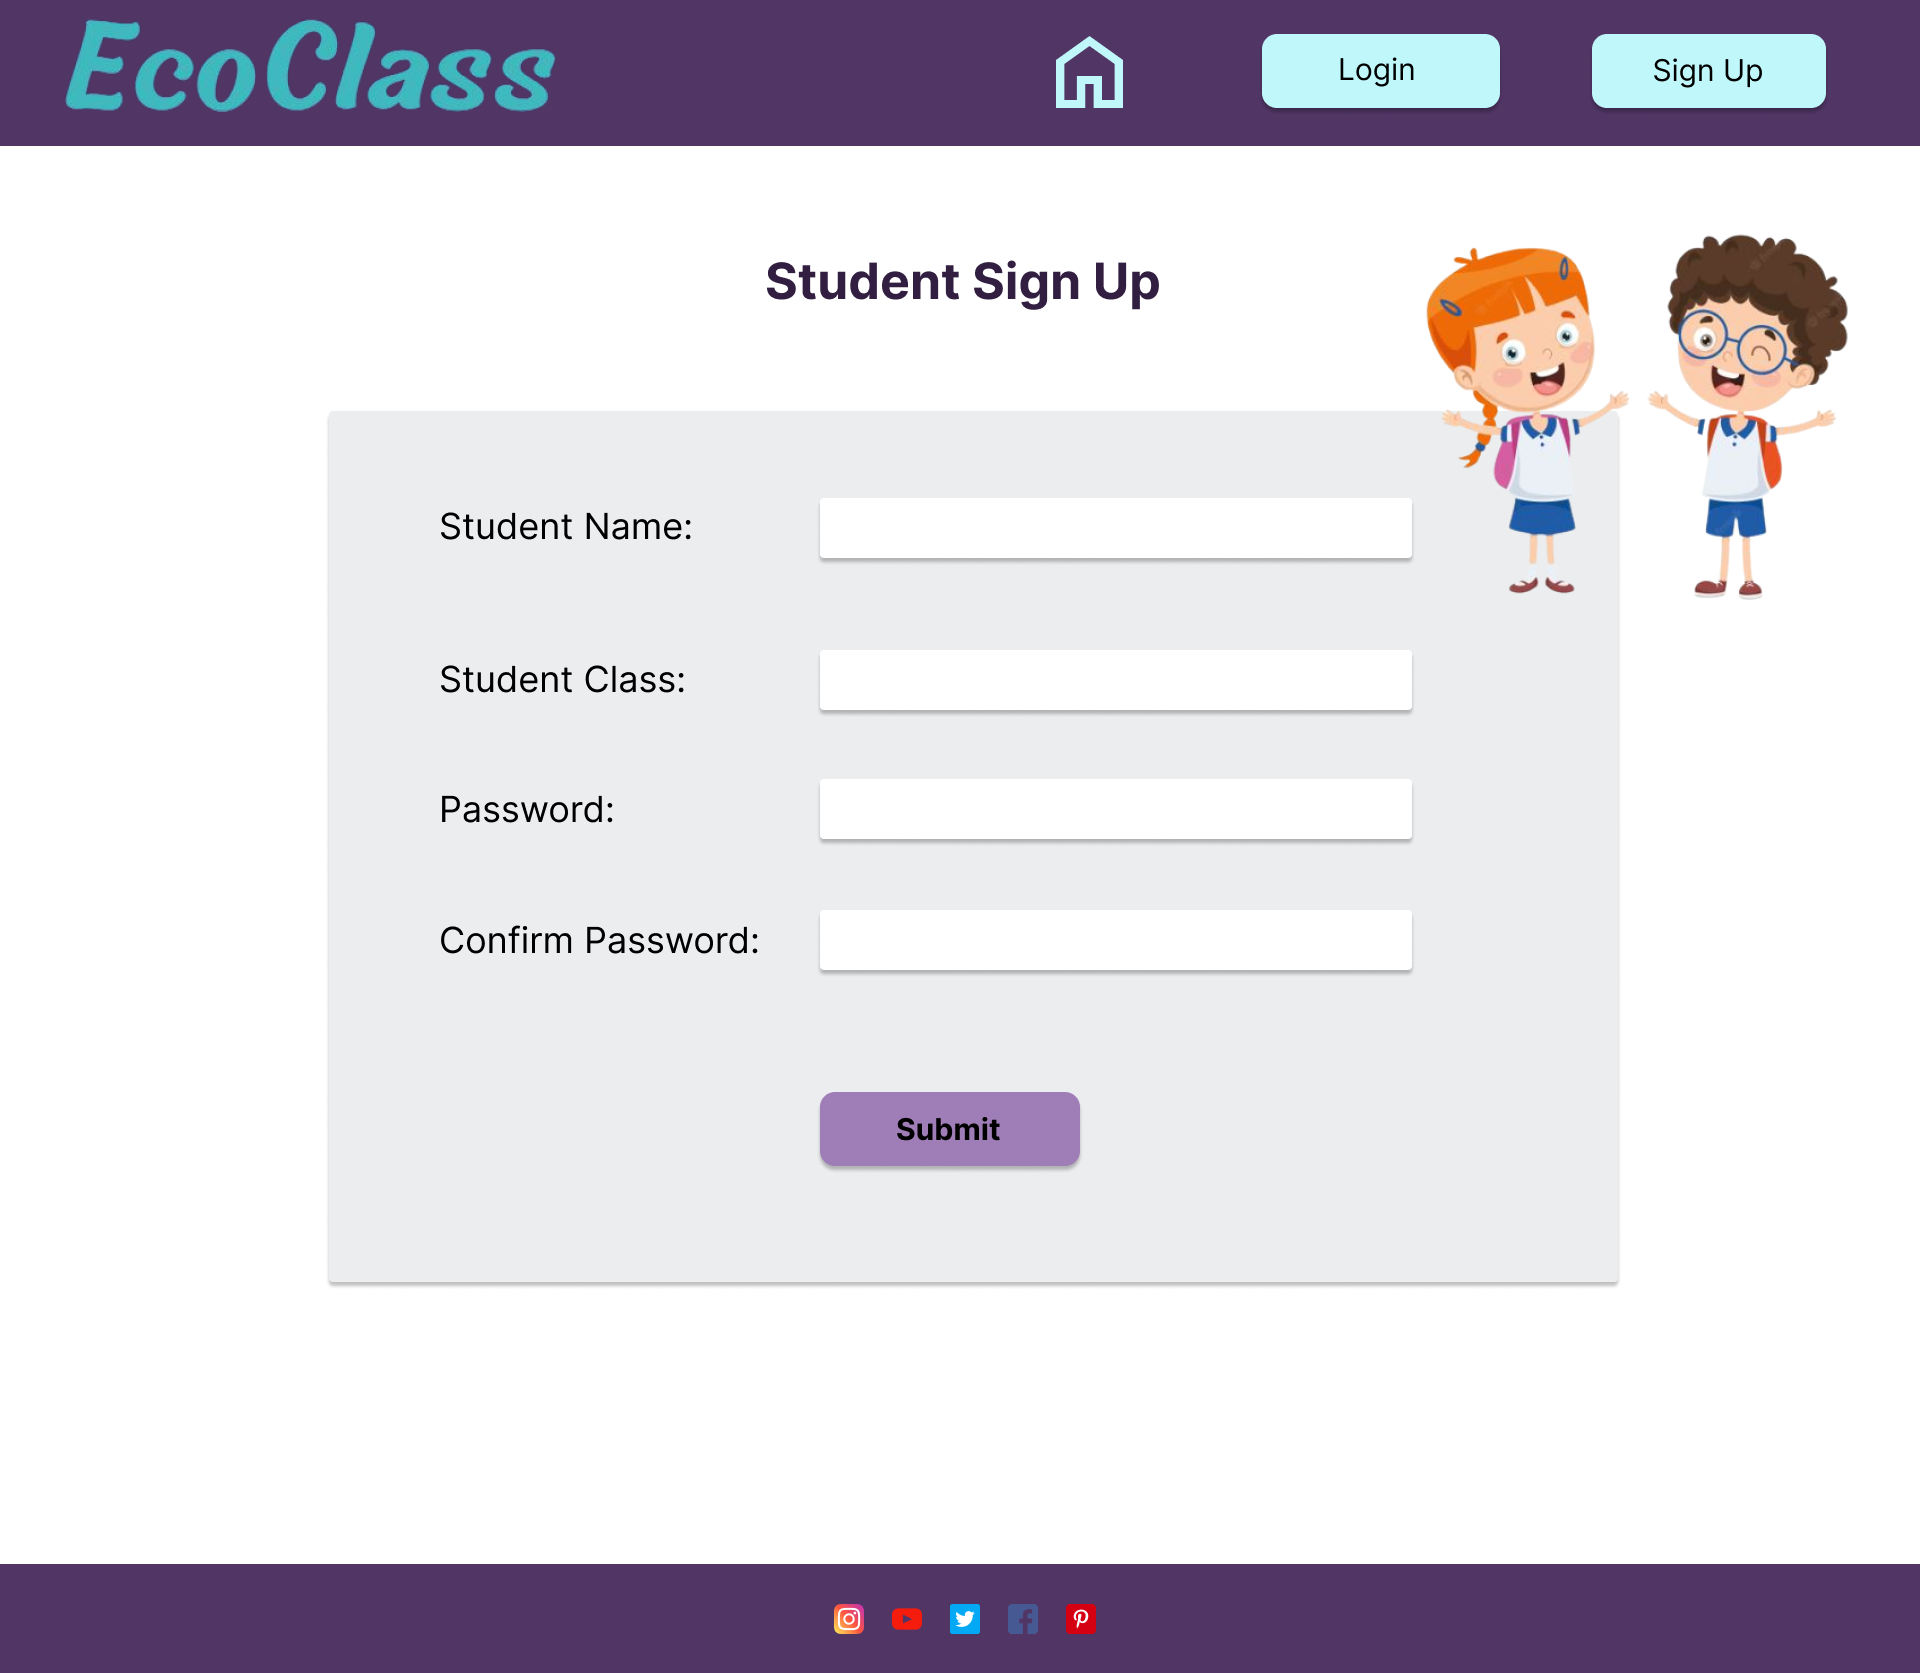 EcoClass
Login
Sign Up
Student Sign Up
Student Name:
Student Class:
Password:
Confirm Password:
Submit